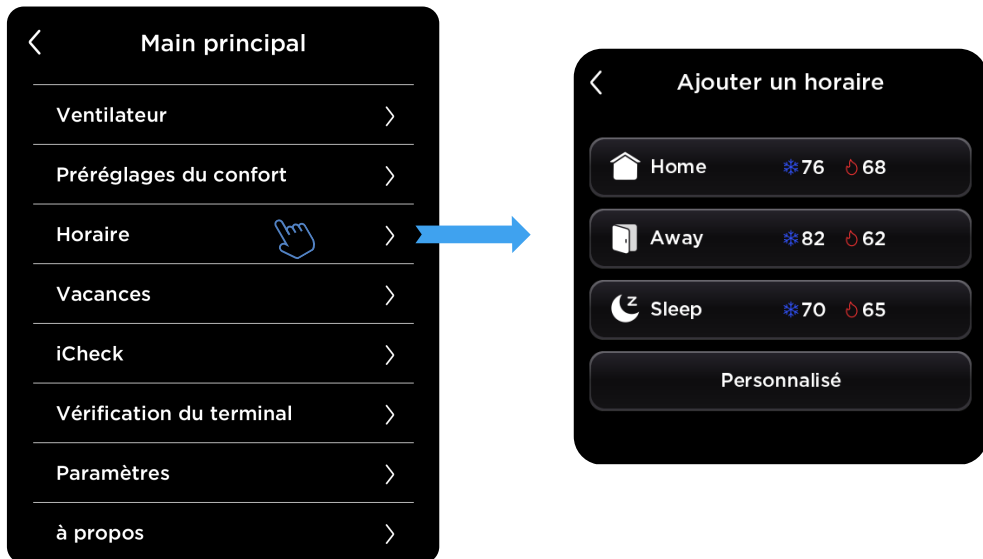 Main principal
Ventilateur
Préréglages du confort
Horaire
Vacances
iCheck
Vérification du terminal
Paramètres
à propos
Ajouter un horaire
Home 76 68
Away 82 62
Sleep 70 65
Personnalisé